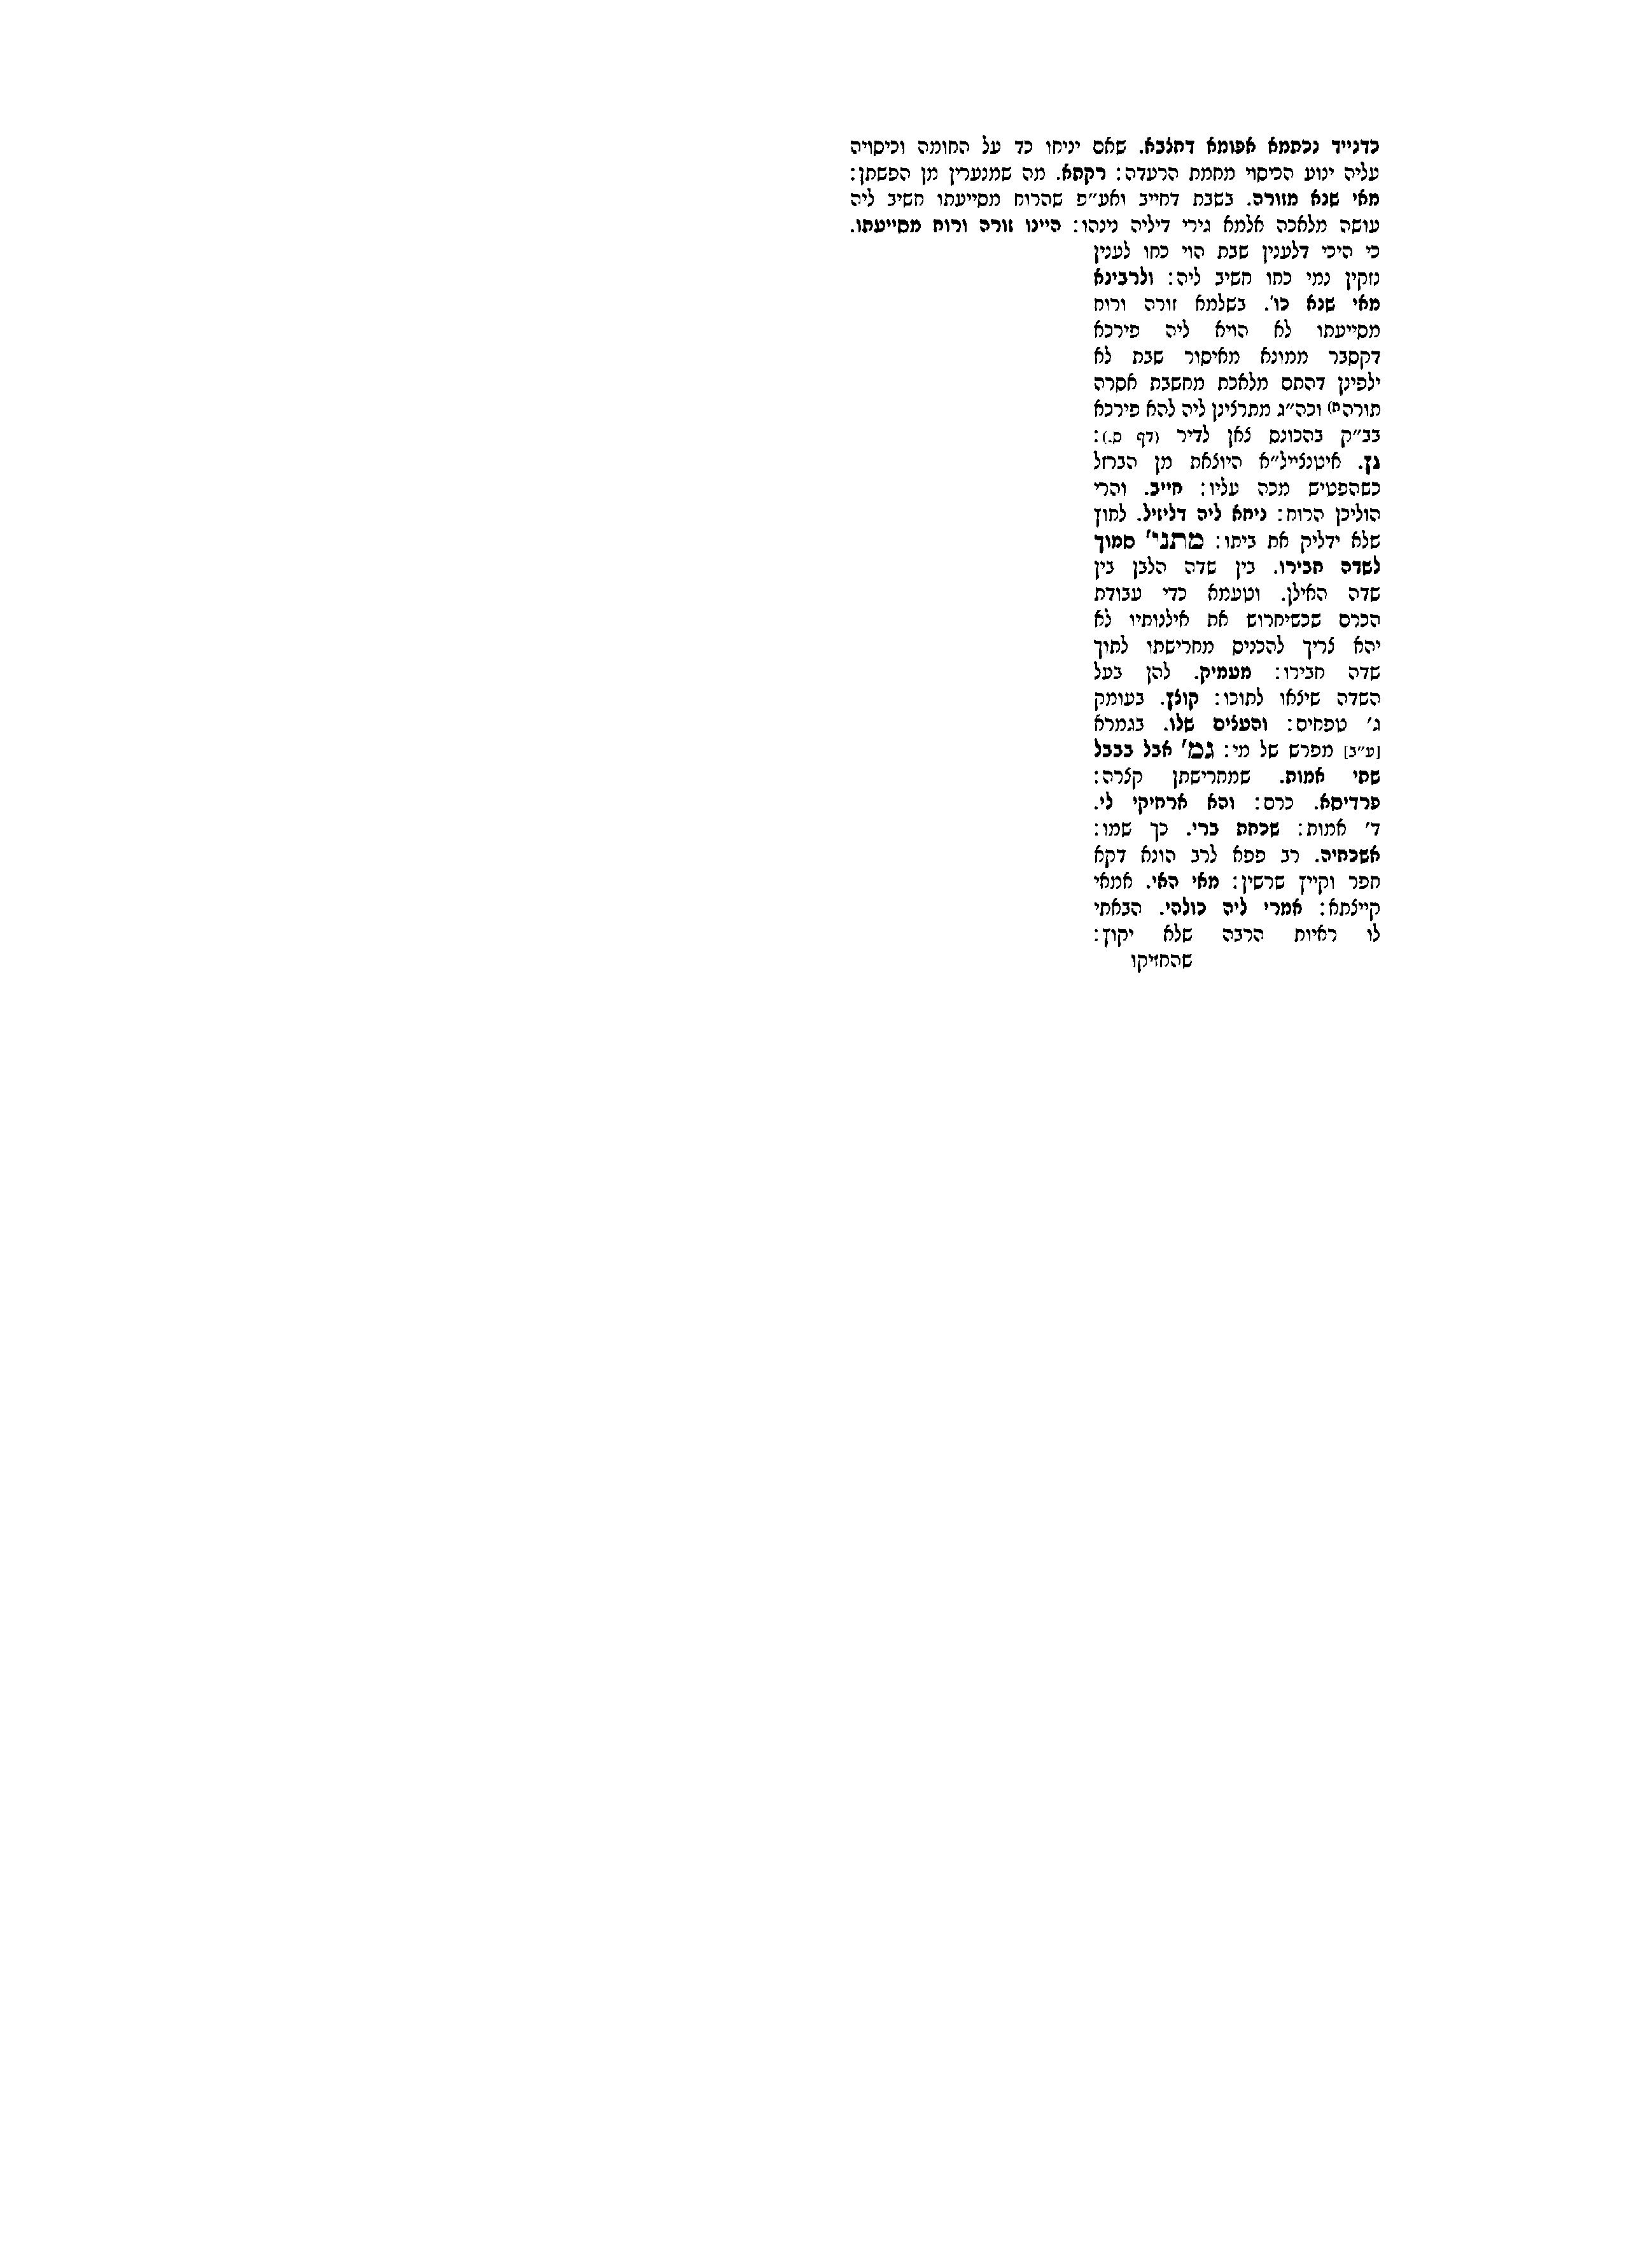 כדנייד נכתמא אפומא דחצבא. שאם יניחו כד על החומה וכיסויה
עליה ינוע הכיסוי מחמת הרעדה: רקתא. מה שמנערין מן הפשתן:
מאי שנא מזורה. בשבת דחייב ואע״פ שהרוח מסייעתו חשיב ליה
עושה מלאכה אלמא גירי דיליה נינהו: היינו זורה ורוח מסייעתו.
כי היכי דלענין שבת הוי כחו לענין
נזקין נמי כחו חשיב ליה: ולרבינא
מאי שנא כו'. בשלמא זורה ורוח
מסייעתו לא הויא ליה פירכא
דקסבר ממונא מאיסור שבת לא
ילפינן דהתם מלאכת מחשבת אסרה
תורהח) וכה״ג מתרצינן ליה להא פירכא
בב״ק בהכונס צאן לדיר (דף ס.):
גץ. איטנצייל״א היוצאת מן הברזל
כשהפטיש מכה עליו: חייב. והרי
הוליכן הרוח: ניחא ליה דליזיל. לחוץ
שלא ידליק את ביתו: מתני' סמוך
לשדה חבירו. בין שדה הלבן בין
שדה האילן. וטעמא כדי עבודת
הכרם שכשיחרוש את אילנותיו לא
יהא צריך להכניס מחרישתו לתוך
שדה חבירו: מעמיק. להן בעל
השדה שיצאו לתוכו: קוצץ. בעומק
ג' טפחים: והעצים שלו. בגמרא
[ע״ב] מפרש של מי: גמ' אבל בבבל
שתי אמות. שמחרישתן קצרה:
פרדיסא. כרם: והא ארחיקי לי.
ד' אמות: שכחת ברי. כך שמו:
אשכחיה. רב פפא לרב הונא דקא
חפר וקייץ שרשין: מאי האי. אמאי
קייצתא: אמרי ליה כולהי. הבאתי
לו ראיות הרבה שלא יקוץ:
שהחזיקו